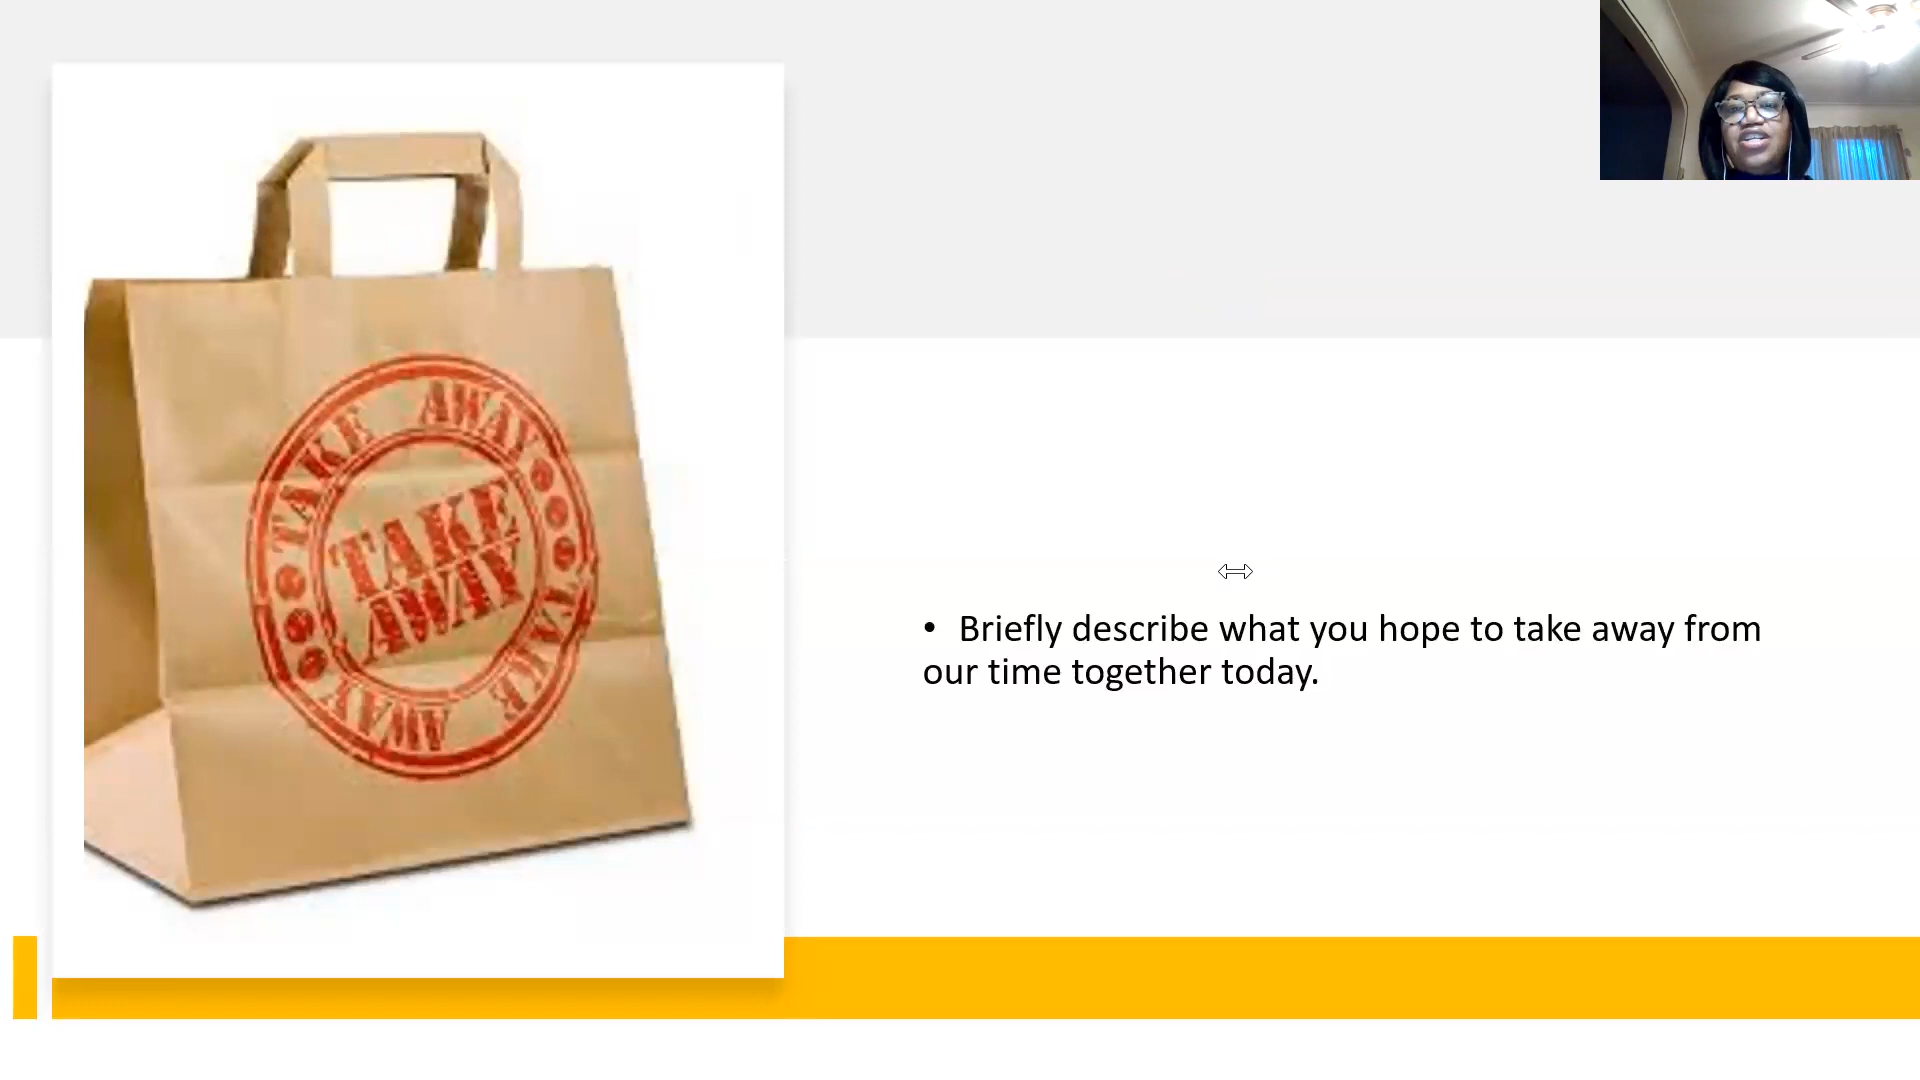 TAKE AWAY
TAKE
AWAY
TAKE AWAY
• Briefly describe what you hope to take away from
our time together today.